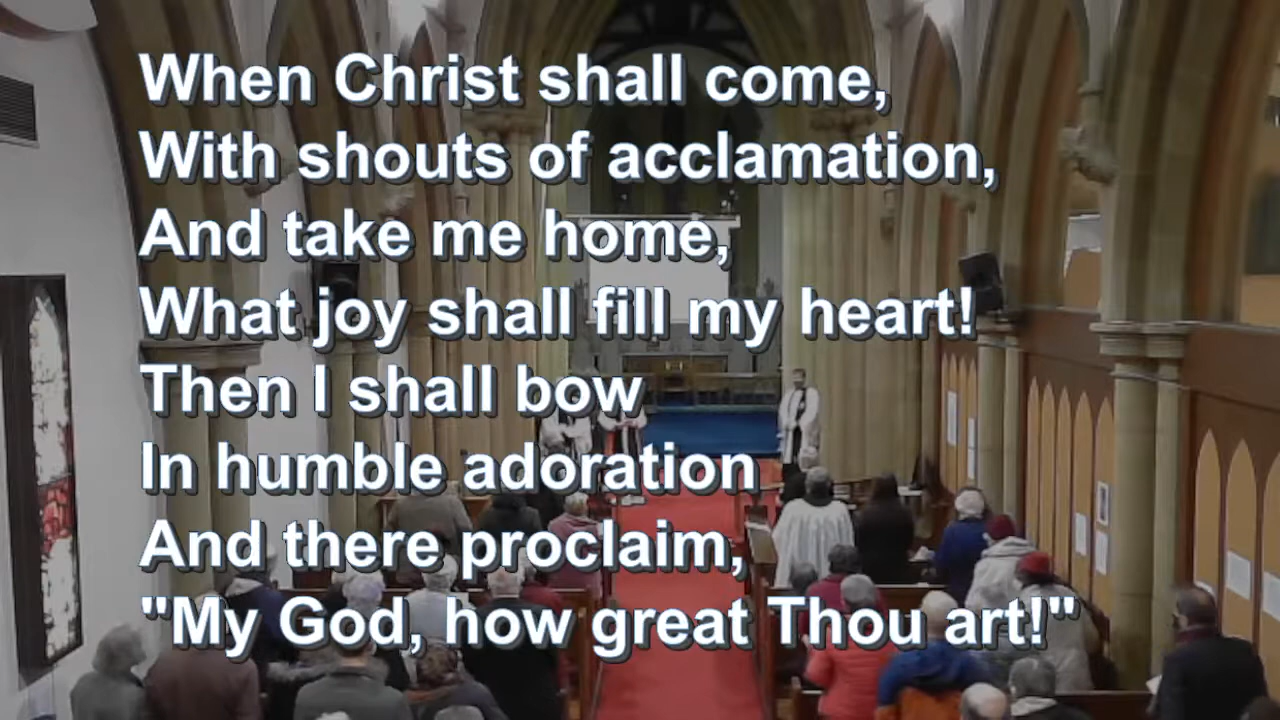 When Christ shall come,
With shouts of acclamation,
And take me home,
What joy shall fill my heart!
Then I shall bow
In humble adoration
And there proclaim,
"My God, how great Thou art!"